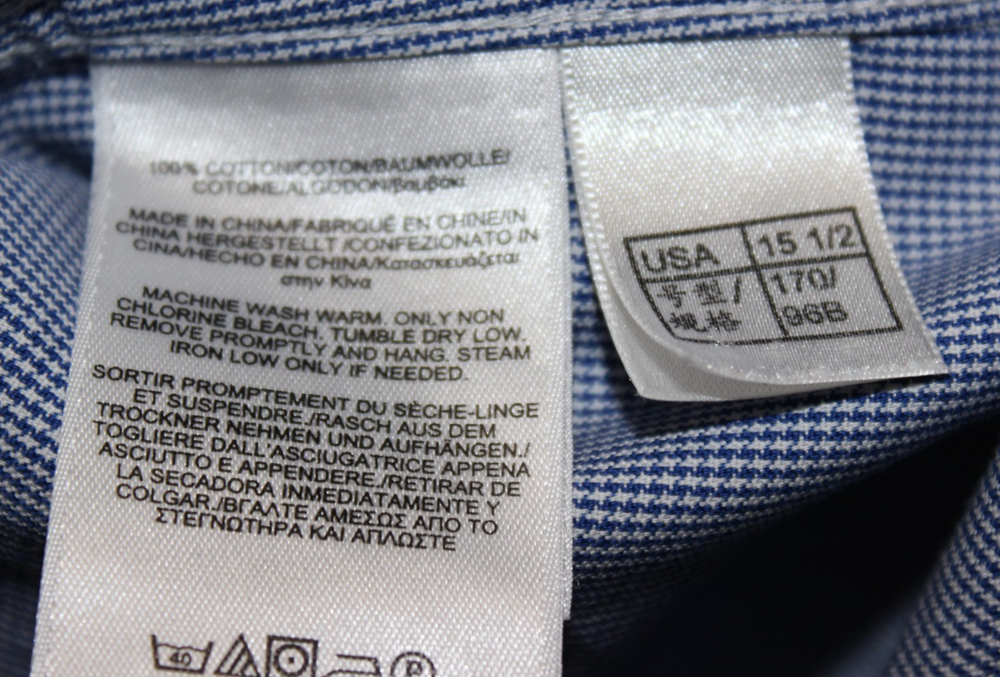 100% COTTON/COTON/BAUMWOLLE/
COTONE/ALGODON/βαμβάκι
MADE IN CHINA/FABRIQUÉ EN CHINE/IN
CHINA HERGESTELLT /CONFEZIONATO IN
CINA/HECHO EN CHINA/Κατασκευάζεται
στην Κίνα
MACHINE WASH WARM. ONLY NON
CHLORINE BLEACH. TUMBLE DRY LOW.
REMOVE PROMPTLY AND HANG. STEAM
IRON LOW ONLY IF NEEDED.
SORTIR PROMPTEMENT DU SÈCHE-LINGE
ET SUSPENDRE./RASCH AUS DEM
TROCKNER NEHMEN UND AUFHÄNGEN./
TOGLIERE DALL'ASCIUGATRICE APPENA
ASCIUTTO E APPENDERE./RETIRAR DE
LA SECADORA INMEDIATAMENTE Y
COLGAR./ΒΓΑΛΤΕ ΑΜΕΣΩΣ ΑΠΟ ΤΟ
ΣΤΕΓΝΩΤΗΡΑ ΚΑΙ ΑΠΛΩΣΤΕ
40
P
USA 15 1/2
号型/ 170/
规格 96B